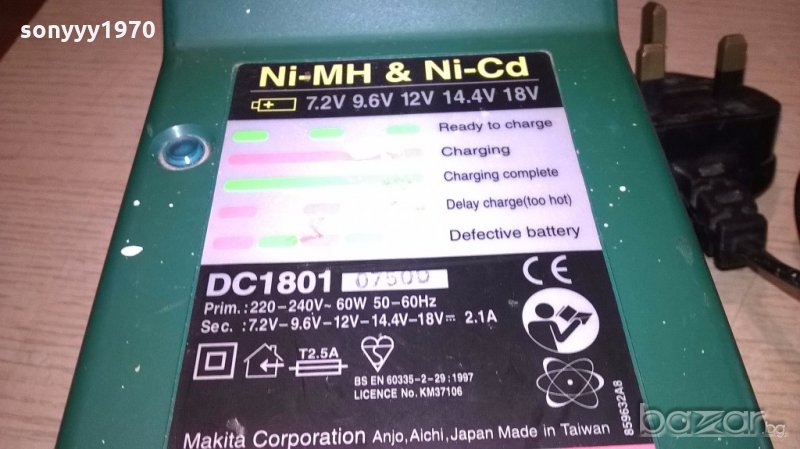 sonyyy1970
Ni-MH & Ni-Cd
7.2V 9.6V 12V 14.4V 18V
Ready to charge
Charging
Charging complete
Delay charge(too hot)
Defective battery
DC1801 07500
Prim.:220-240V~ 60W 50-60Hz
Sec. :7.2V-9.6V-12V-14.4V-18V⎓ 2.1A
T2.5A
BS EN 60335-2-29:1997
LICENCE No. KM37106
859632A8
Makita Corporation Anjo,Aichi,Japan Made in Taiwan
bazar.bg